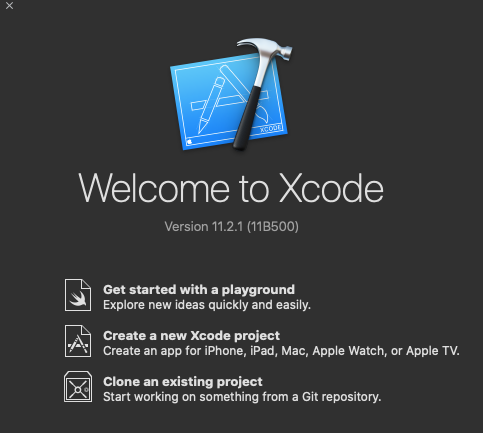 XCODE
Welcome to Xcode
Version 11.2.1 (11B500)
Get started with a playground
Explore new ideas quickly and easily.
Create a new Xcode project
Create an app for iPhone, iPad, Mac, Apple Watch, or Apple TV.
Clone an existing project
Start working on something from a Git repository.